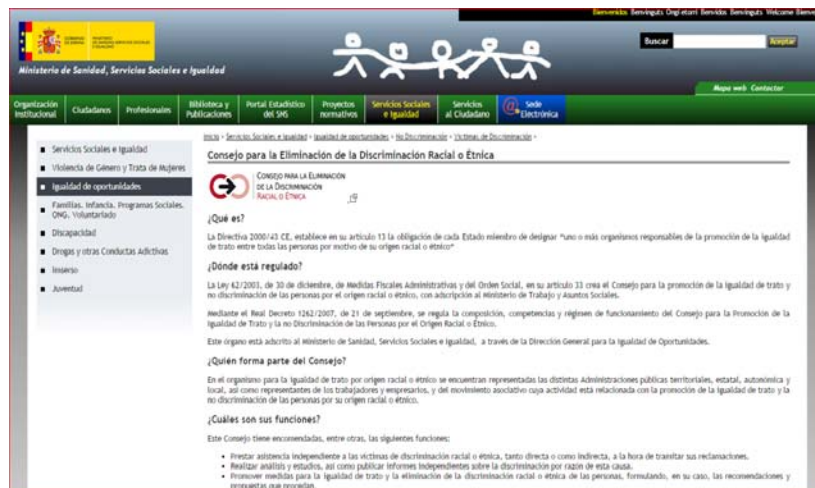 Bienvenidos Benvinguts Ongi etorri Benvidos Benvinguts Welcome
Ministerio de Sanidad, Servicios Sociales e Igualdad
Buscar
Aceptar
Mapa web Contactar
Organización Institucional
Ciudadanos
Profesionales
Biblioteca y Publicaciones
Portal Estadístico del SNS
Proyectos normativos
Servicios Sociales e Igualdad
Servicios al Ciudadano
@ Sede Electrónica
Inicio › Servicios Sociales e Igualdad › Igualdad de oportunidades › No Discriminación › Víctimas de Discriminación ›
Servicios Sociales e Igualdad
Violencia de Género y Trata de Mujeres
Igualdad de oportunidades
Familias. Infancia. Programas Sociales.
ONG. Voluntariado
Discapacidad
Drogas y otras Conductas Adictivas
Imserso
Juventud
Consejo para la Eliminación de la Discriminación Racial o Étnica
CONSEJO PARA LA ELIMINACIÓN
DE LA DISCRIMINACIÓN
RACIAL O ÉTNICA
¿Qué es?
La Directiva 2000/43 CE, establece en su artículo 13 la obligación de cada Estado miembro de designar "uno o más organismos responsables de la promoción de la igualdad
de trato entre todas las personas por motivo de su origen racial o étnico"
¿Dónde está regulado?
La Ley 62/2003, de 30 de diciembre, de Medidas Fiscales Administrativas y del Orden Social, en su artículo 33 crea el Consejo para la promoción de la igualdad de trato y
no discriminación de las personas por el origen racial o étnico, con adscripción al Ministerio de Trabajo y Asuntos Sociales.
Mediante el Real Decreto 1262/2007, de 21 de septiembre, se regula la composición, competencias y régimen de funcionamiento del Consejo para la Promoción de la
Igualdad de Trato y la no Discriminación de las Personas por el Origen Racial o Étnico.
Este órgano está adscrito al Ministerio de Sanidad, Servicios Sociales e Igualdad, a través de la Dirección General para la Igualdad de Oportunidades.
¿Quién forma parte del Consejo?
En el organismo para la igualdad de trato por origen racial o étnico se encuentran representadas las distintas Administraciones públicas territoriales, estatal, autonómica y
local, así como representantes de los trabajadores y empresarios, y del movimiento asociativo cuya actividad está relacionada con la promoción de la igualdad de trato y la
no discriminación de las personas por su origen racial o étnico.
¿Cuáles son sus funciones?
Este Consejo tiene encomendadas, entre otras, las siguientes funciones:
Prestar asistencia independiente a las víctimas de discriminación racial o étnica, tanto directa o como indirecta, a la hora de tramitar sus reclamaciones.
Realizar análisis y estudios, así como publicar informes independientes sobre la discriminación por razón de esta causa.
Promover medidas para la igualdad de trato y la eliminación de la discriminación racial o étnica de las personas, formulando, en su caso, las recomendaciones y
propuestas que procedan.